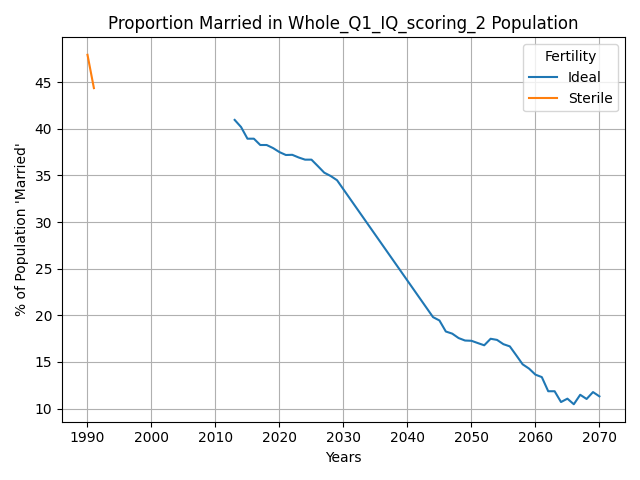 Proportion Married in Whole_Q1_IQ_scoring_2 Population
% of Population 'Married'
45
40
35
30
25
20
15
10
Fertility
Ideal
Sterile
1990 2000 2010 2020 2030 2040 2050 2060 2070
Years